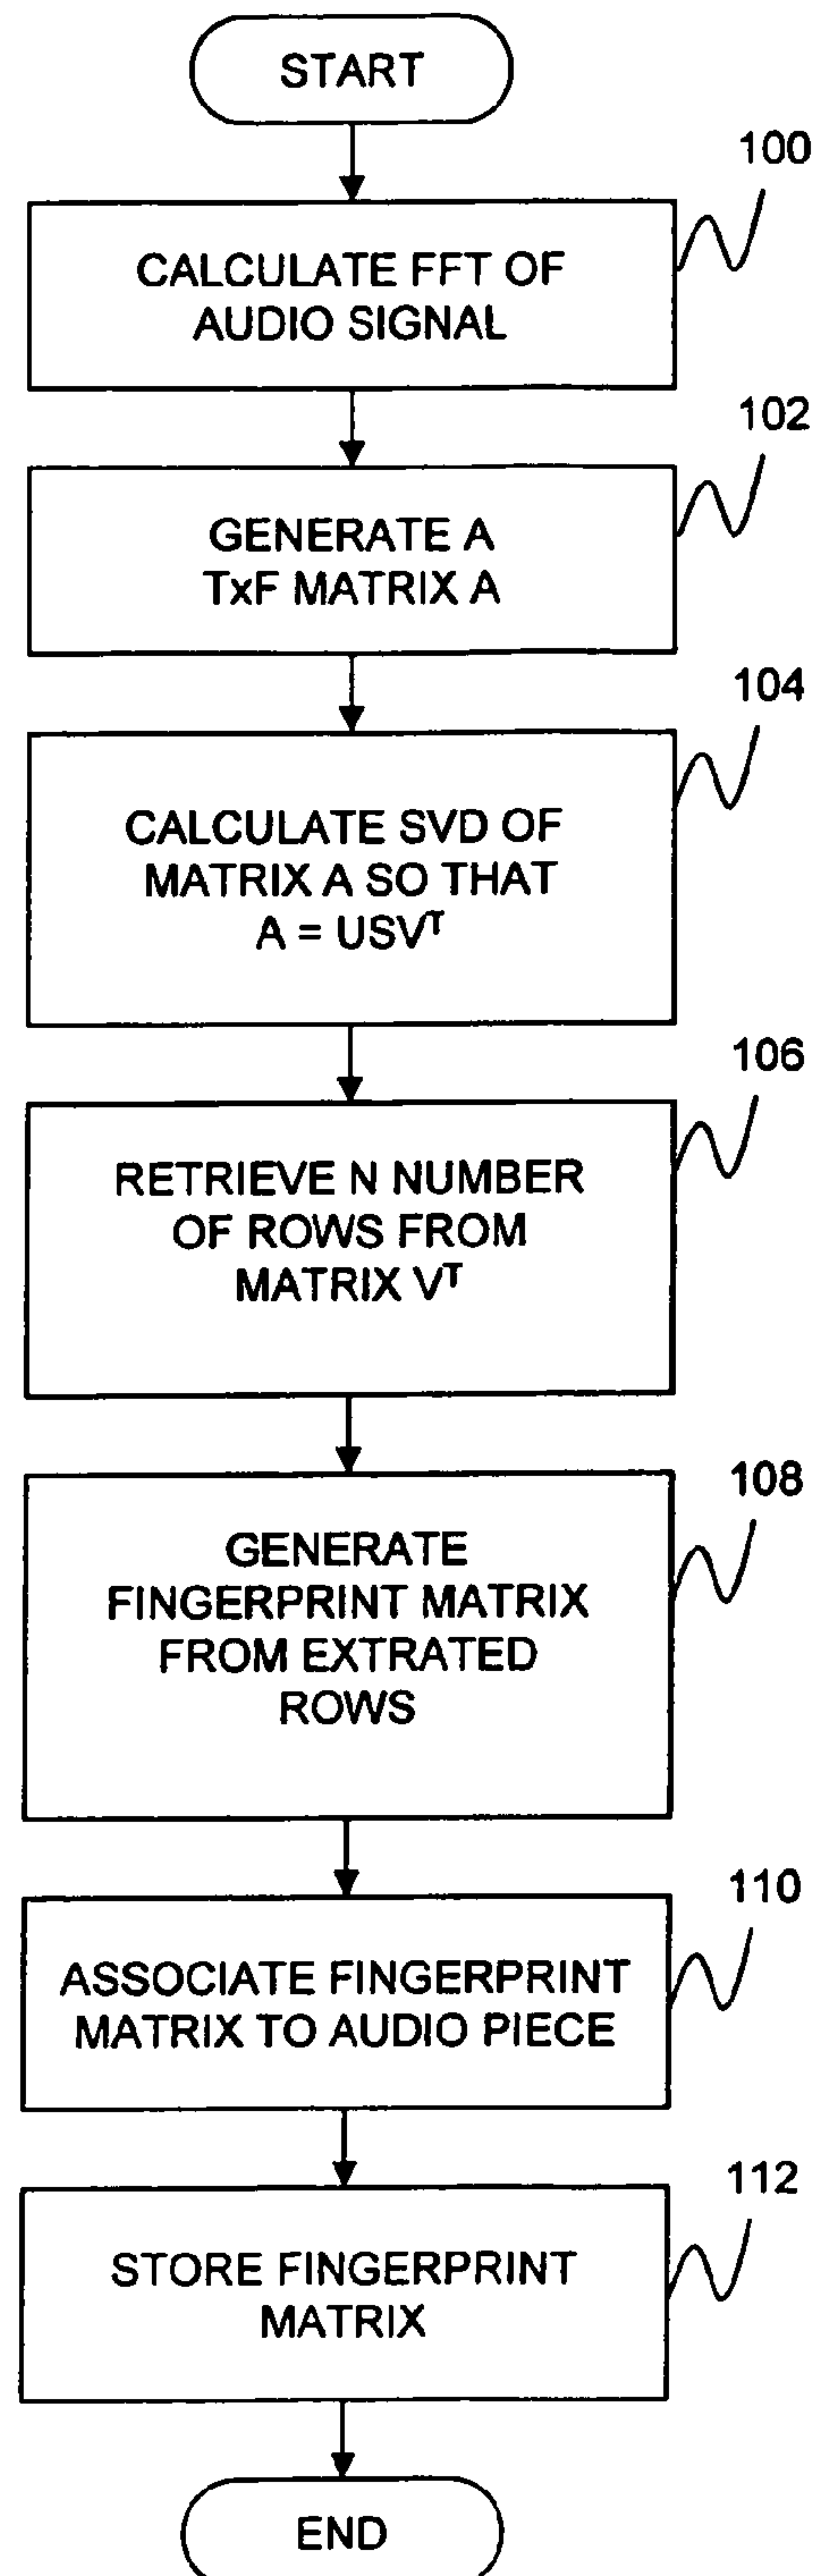 START
100
CALCULATE FFT OF
AUDIO SIGNAL
102
GENERATE A
TxF MATRIX A
104
CALCULATE SVD OF
MATRIX A SO THAT
A = USVᵀ
106
RETRIEVE N NUMBER
OF ROWS FROM
MATRIX Vᵀ
108
GENERATE
FINGERPRINT MATRIX
FROM EXTRATED
ROWS
110
ASSOCIATE FINGERPRINT
MATRIX TO AUDIO PIECE
112
STORE FINGERPRINT
MATRIX
END